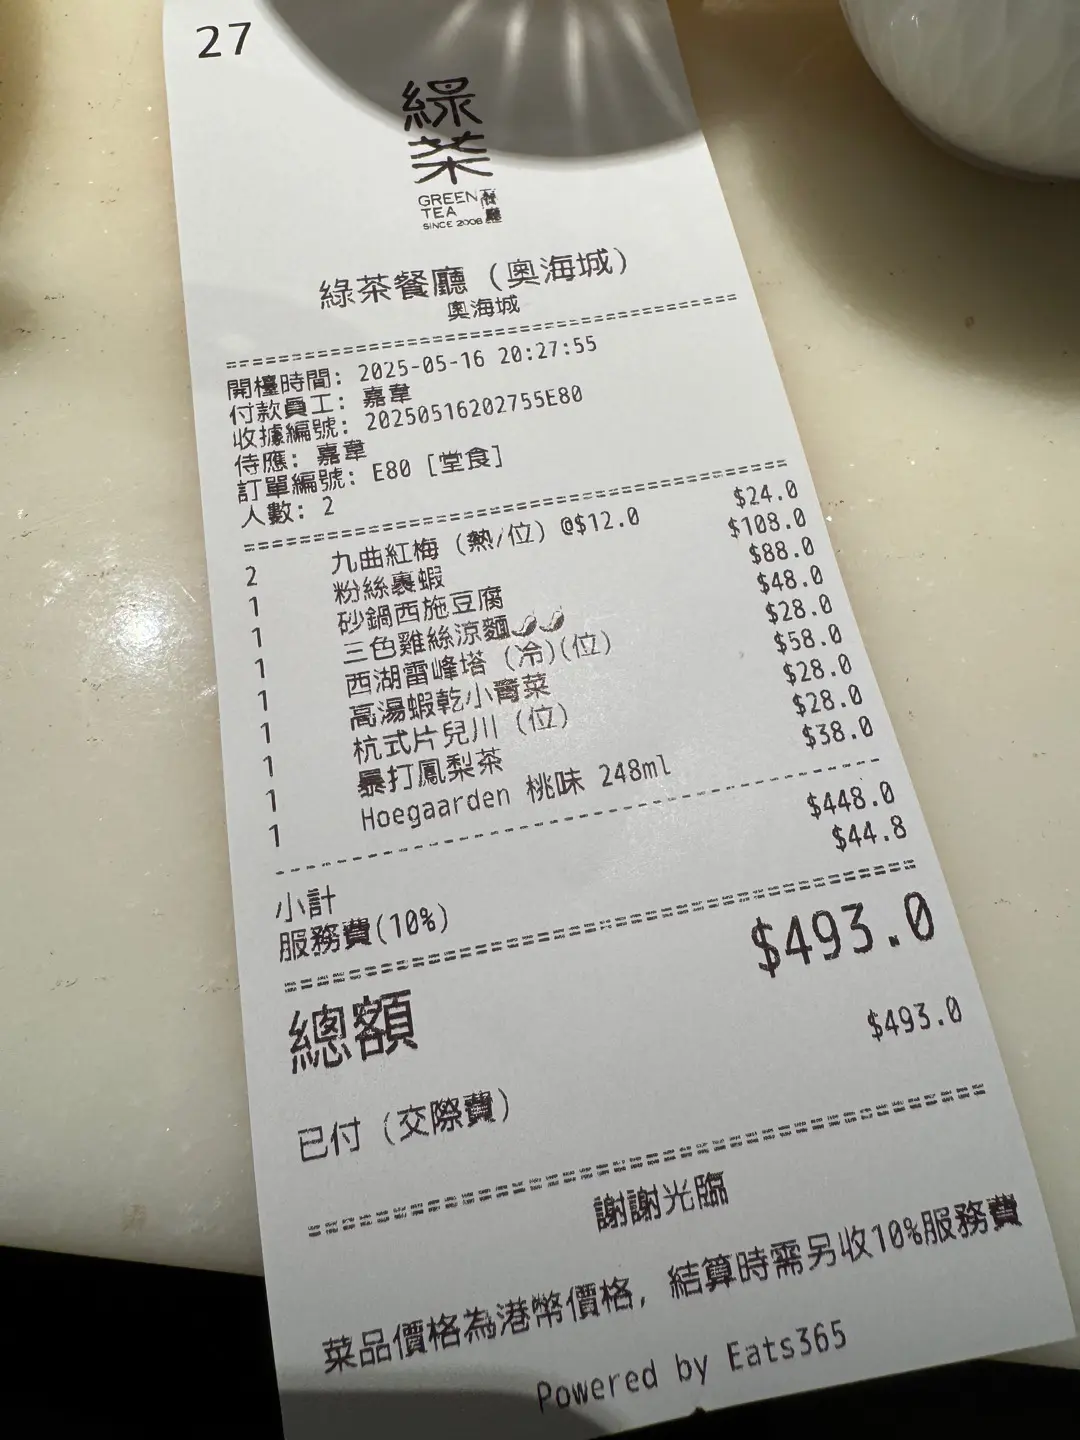 27
綠
茶
GREEN 餐
TEA 廳
SINCE 2008
綠茶餐廳 (奧海城)
奧海城
開檯時間: 2025-05-16 20:27:55
付款員工: 嘉韋
收據編號: 20250516202755E80
侍應: 嘉韋
訂單編號: E80 [堂食]
人數: 2
2 九曲紅梅 (熱/位) @$12.0 $24.0
1 粉絲裹蝦 $108.0
1 砂鍋西施豆腐 $88.0
1 三色雞絲涼麵🌶🌶 $48.0
1 西湖雷峰塔 (冷)(位) $28.0
1 高湯蝦乾小青菜 $58.0
1 杭式片兒川 (位) $28.0
1 暴打鳳梨茶 $28.0
1 Hoegaarden 桃味 248ml $38.0
小計 $448.0
服務費(10%) $44.8
總額 $493.0
已付 (交際費) $493.0
謝謝光臨
菜品價格為港幣價格, 結算時需另收10%服務費
Powered by Eats365